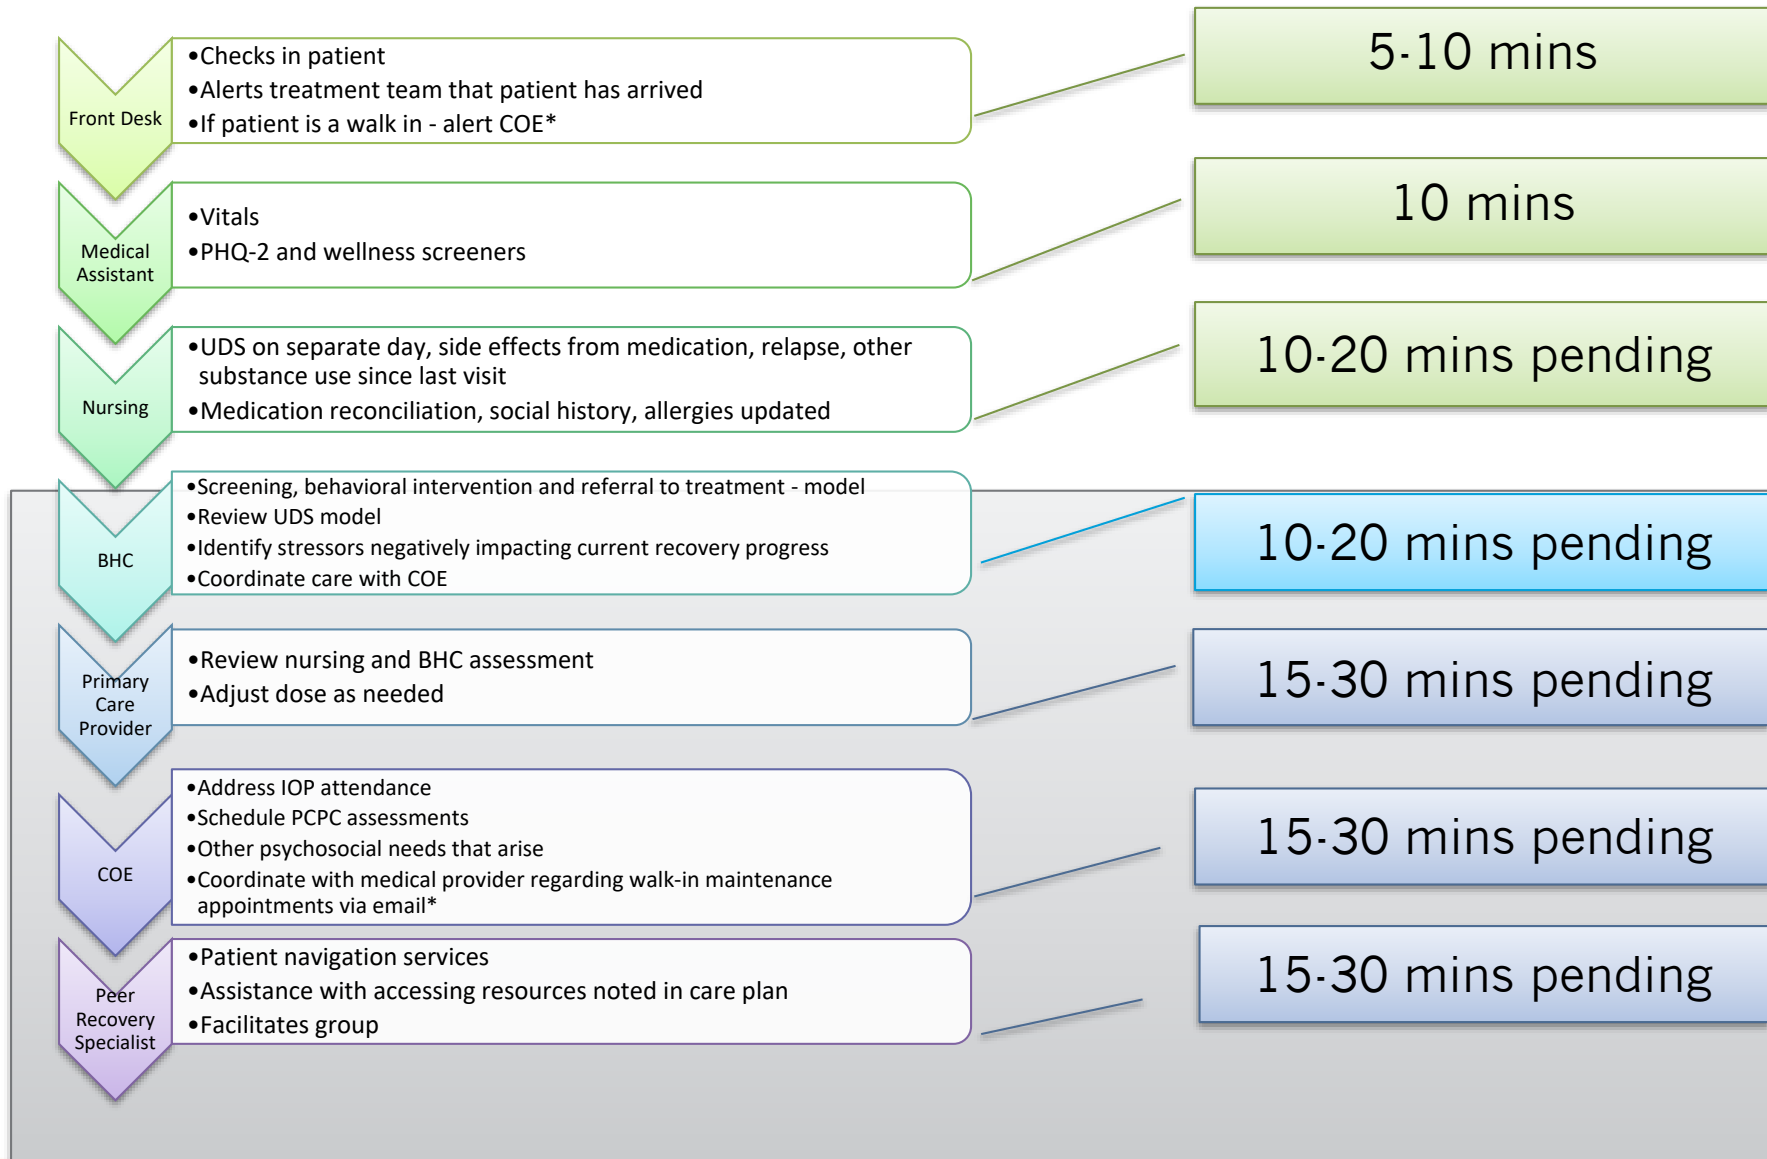 Front Desk
•Checks in patient
•Alerts treatment team that patient has arrived
•If patient is a walk in - alert COE*
5-10 mins
Medical
Assistant
•Vitals
•PHQ-2 and wellness screeners
10 mins
Nursing
•UDS on separate day, side effects from medication, relapse, other
substance use since last visit
•Medication reconciliation, social history, allergies updated
10-20 mins pending
BHC
•Screening, behavioral intervention and referral to treatment - model
•Review UDS model
•Identify stressors negatively impacting current recovery progress
•Coordinate care with COE
10-20 mins pending
Primary
Care
Provider
•Review nursing and BHC assessment
•Adjust dose as needed
15-30 mins pending
COE
•Address IOP attendance
•Schedule PCPC assessments
•Other psychosocial needs that arise
•Coordinate with medical provider regarding walk-in maintenance
appointments via email*
15-30 mins pending
Peer
Recovery
Specialist
•Patient navigation services
•Assistance with accessing resources noted in care plan
•Facilitates group
15-30 mins pending